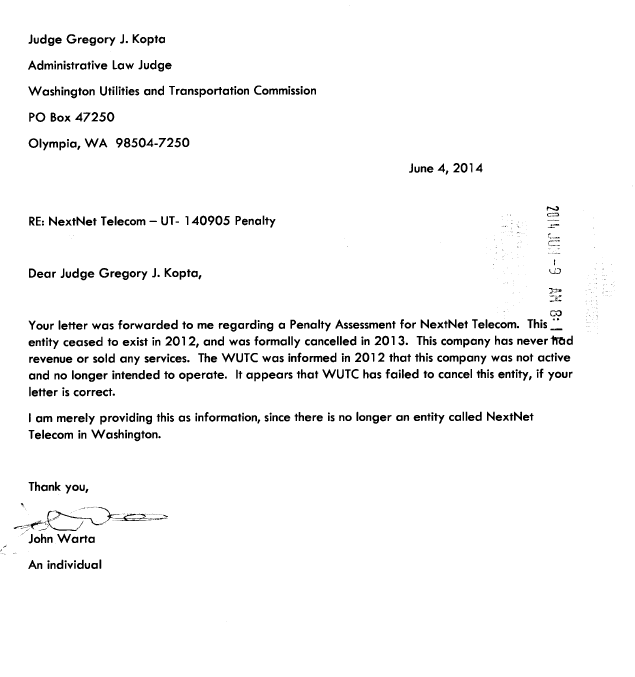 Judge Gregory J. Kopta
Administrative Law Judge
Washington Utilities and Transportation Commission
PO Box 47250
Olympia, WA 98504-7250
June 4, 2014
RE: NextNet Telecom – UT- 140905 Penalty
2014 JUN -9 AM 8:
Dear Judge Gregory J. Kopta,
Your letter was forwarded to me regarding a Penalty Assessment for NextNet Telecom. This
entity ceased to exist in 2012, and was formally cancelled in 2013. This company has never had
revenue or sold any services. The WUTC was informed in 2012 that this company was not active
and no longer intended to operate. It appears that WUTC has failed to cancel this entity, if your
letter is correct.
I am merely providing this as information, since there is no longer an entity called NextNet
Telecom in Washington.
Thank you,
John Warta
An individual